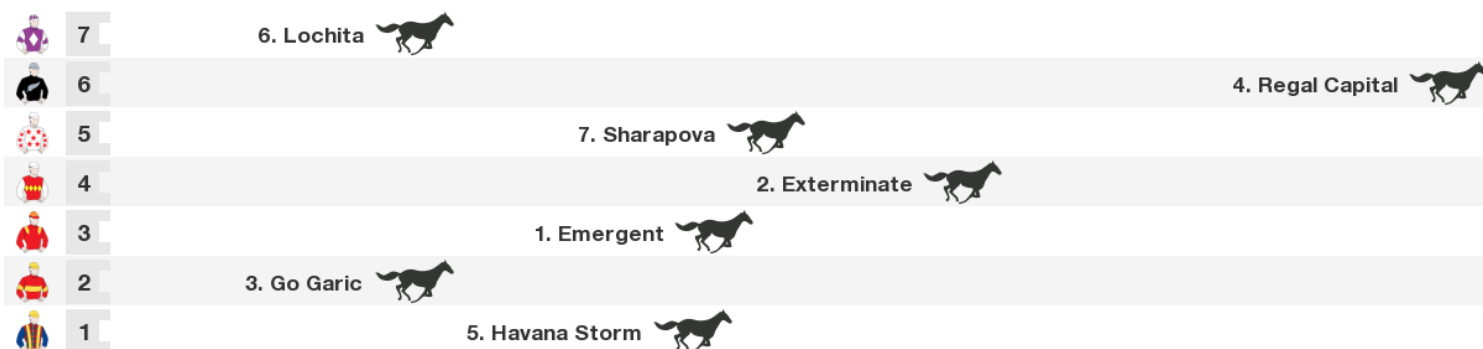 7 6. Lochita
6 4. Regal Capital
5 7. Sharapova
4 2. Exterminate
3 1. Emergent
2 3. Go Garic
1 5. Havana Storm